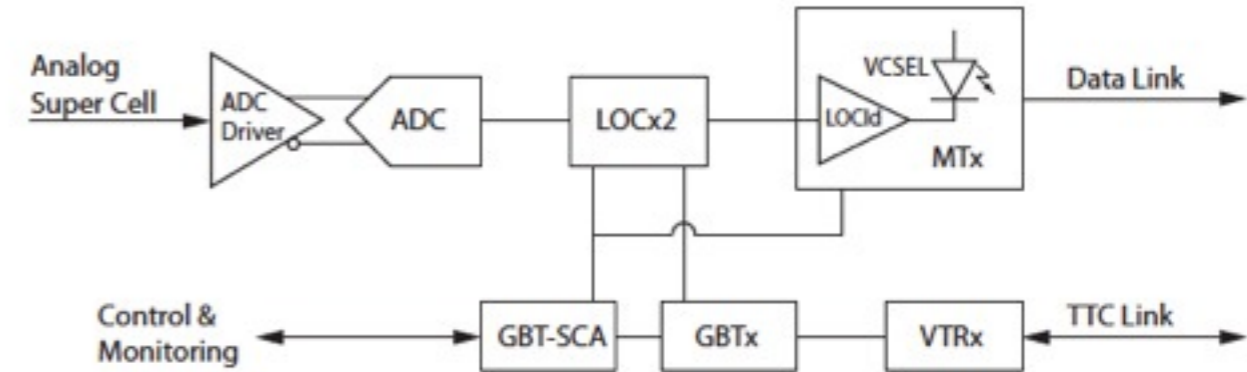 Analog
Super Cell
ADC
Driver
ADC
LOCx2
LOCld
VCSEL
MTx
Data Link
Control &
Monitoring
GBT-SCA
GBTx
VTRx
TTC Link